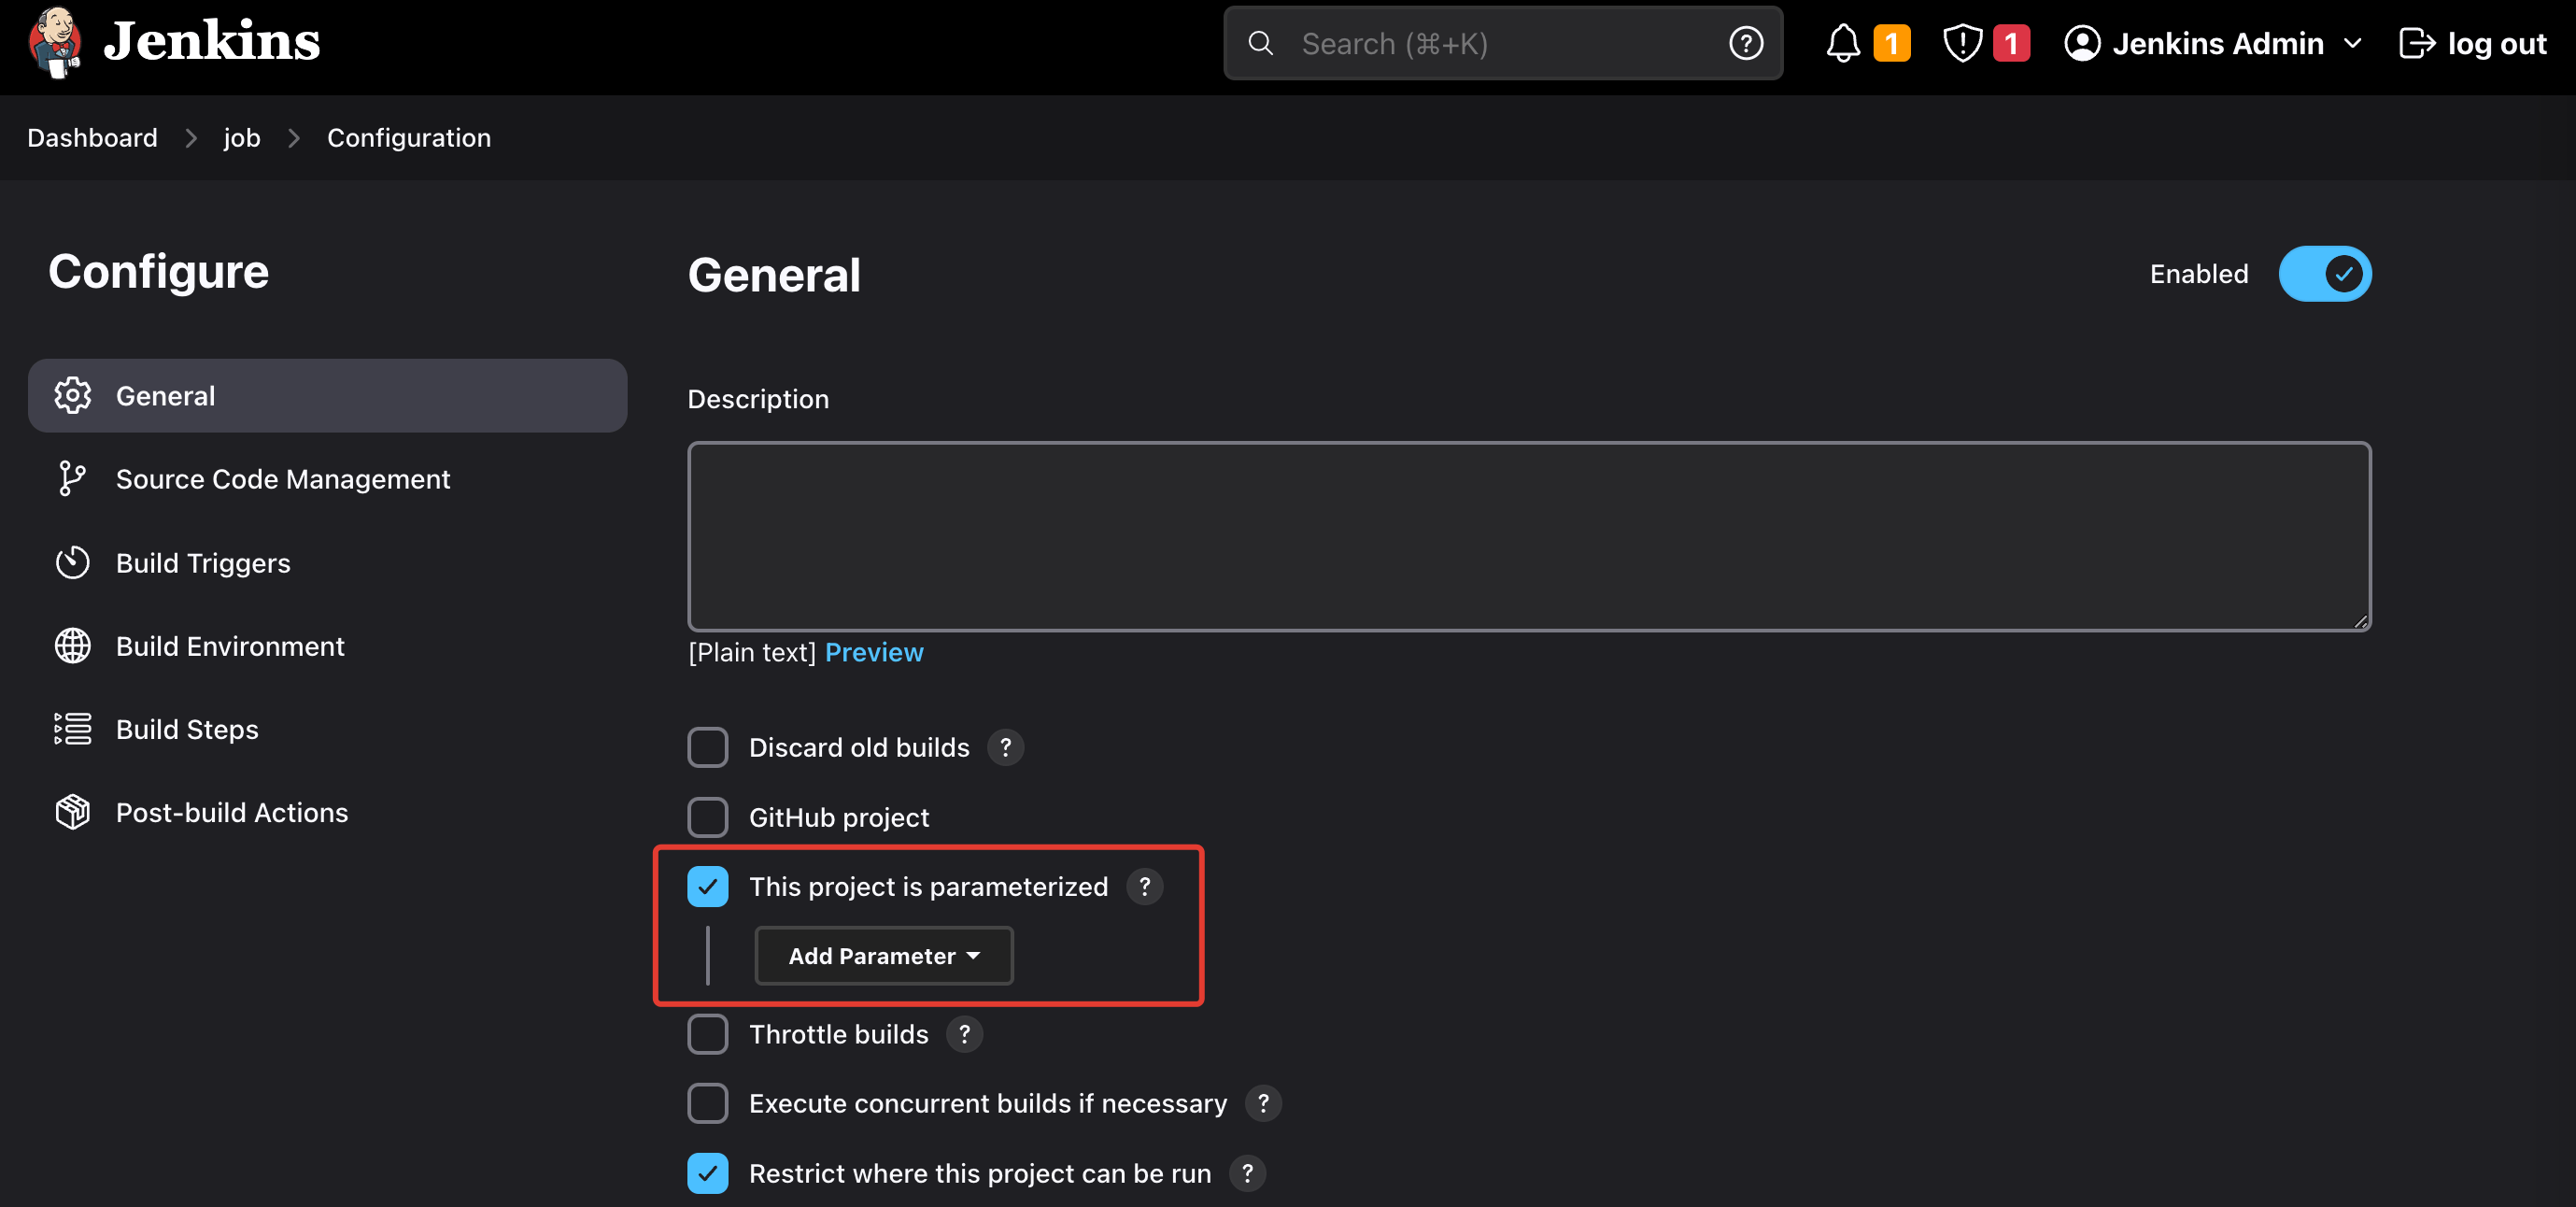 Jenkins
Search (⌘+K)
?
1
1
Jenkins Admin
log out
Dashboard
job
Configuration
Configure
General
Source Code Management
Build Triggers
Build Environment
Build Steps
Post-build Actions
General
Enabled
Description
[Plain text] Preview
Discard old builds ?
GitHub project
This project is parameterized ?
Add Parameter
Throttle builds ?
Execute concurrent builds if necessary ?
Restrict where this project can be run ?